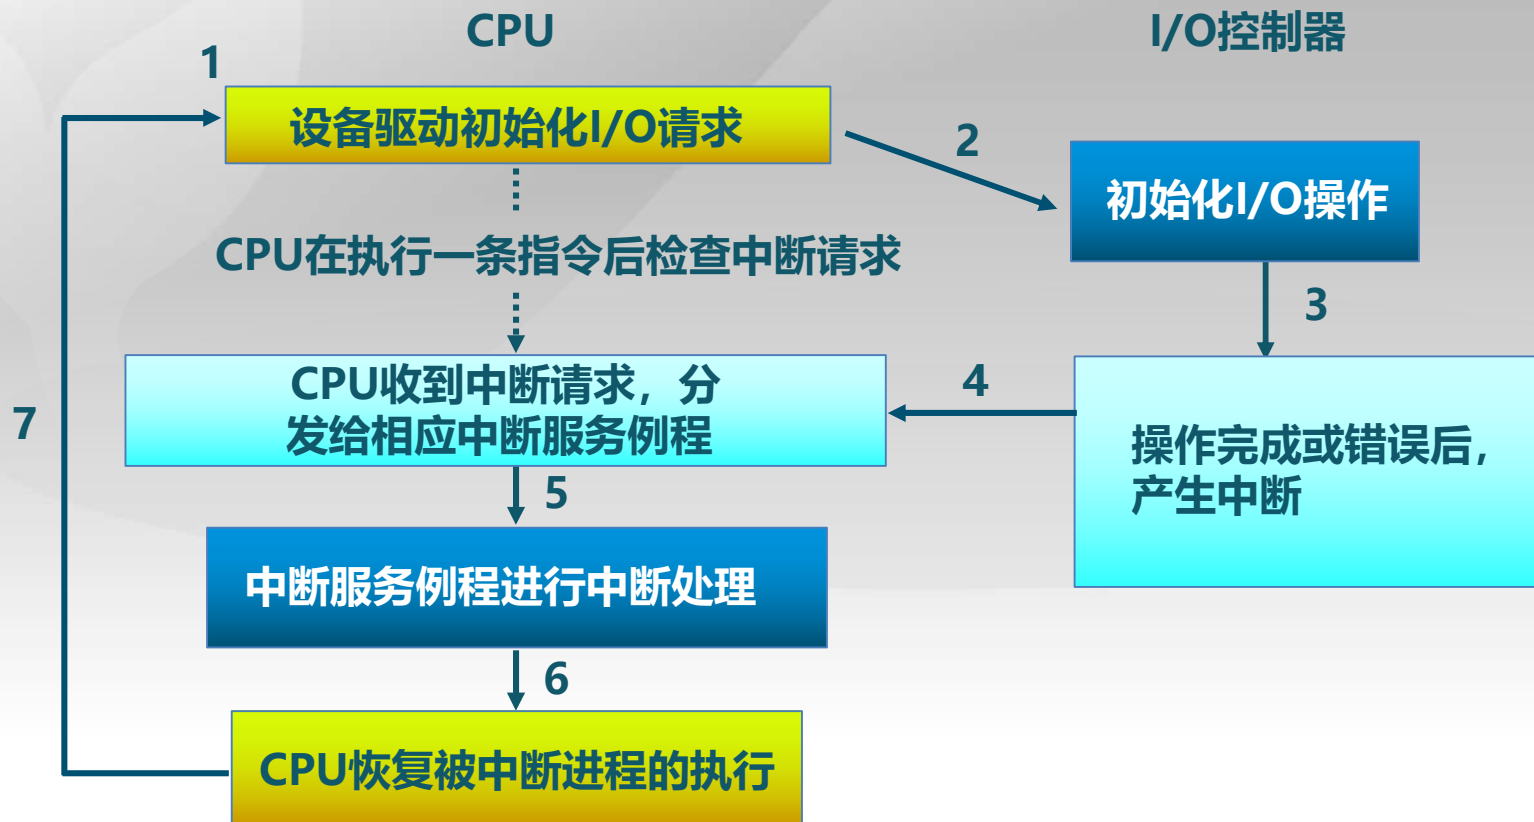 CPU
I/O控制器
1
设备驱动初始化I/O请求
2
初始化I/O操作
CPU在执行一条指令后检查中断请求
3
CPU收到中断请求，分
发给相应中断服务例程
4
操作完成或错误后，
产生中断
7
5
中断服务例程进行中断处理
6
CPU恢复被中断进程的执行